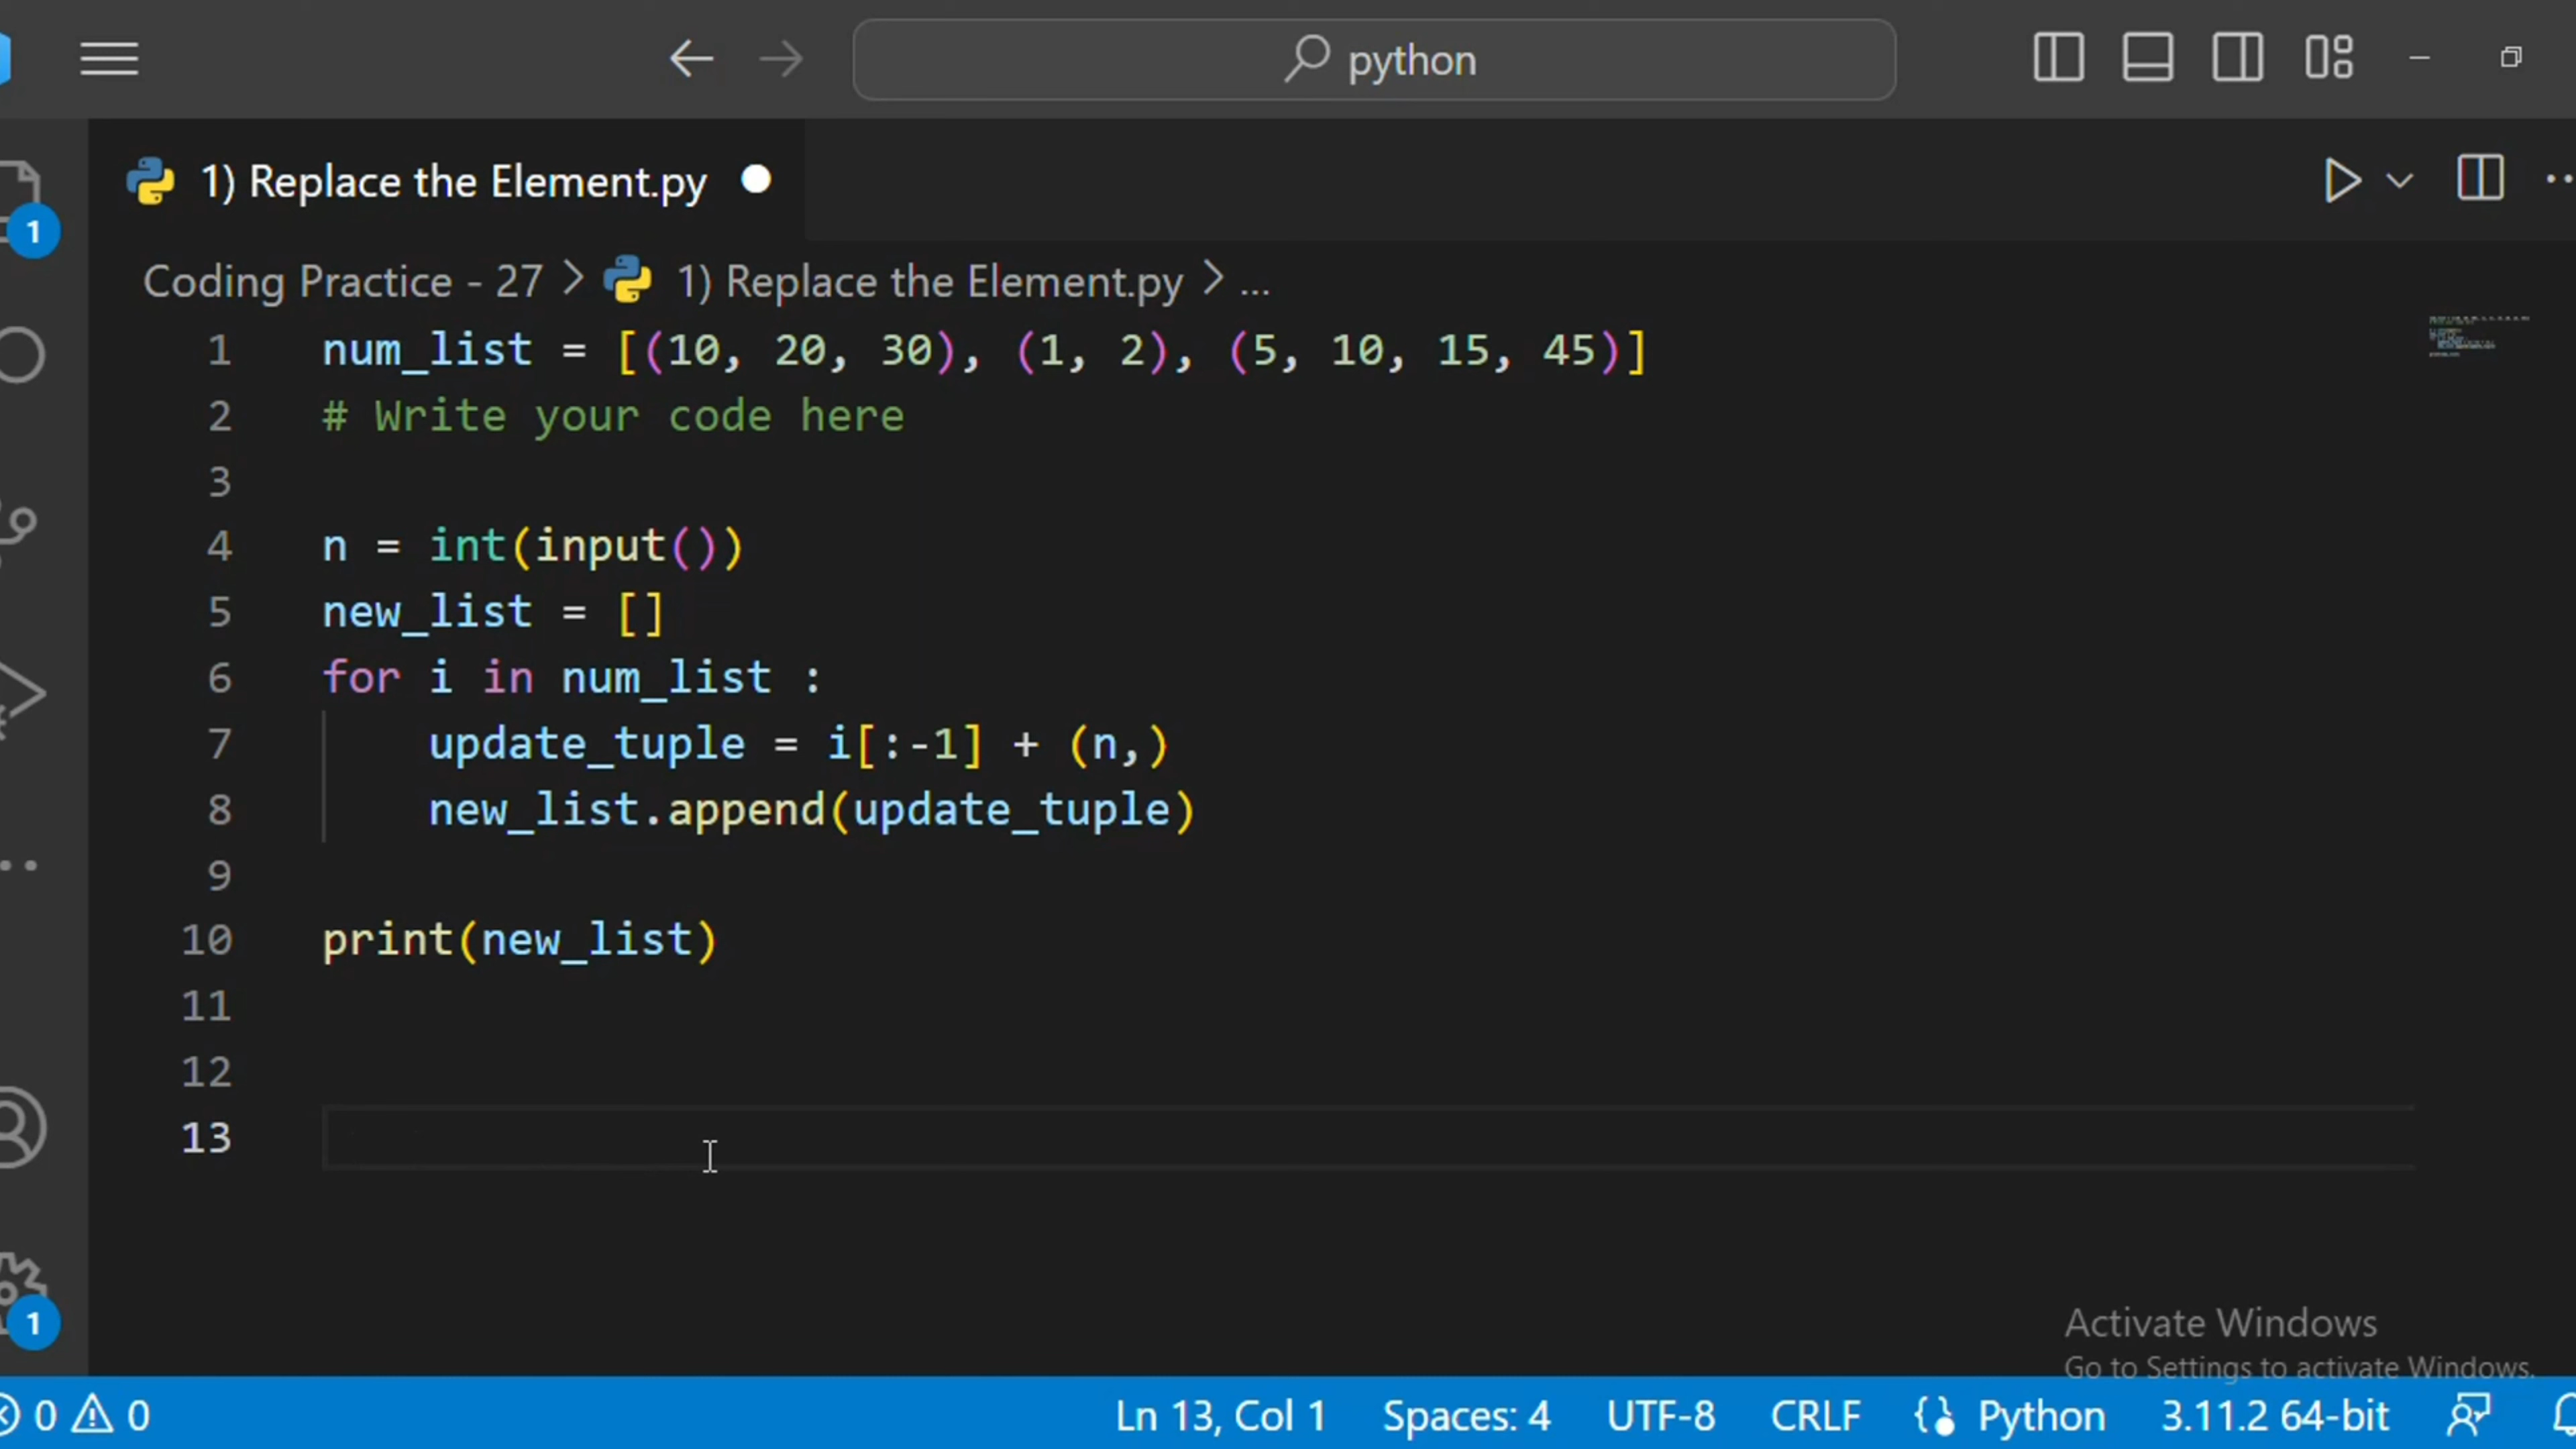 python
1) Replace the Element.py
1
Coding Practice - 27 > 1) Replace the Element.py > ...
1 num_list = [(10, 20, 30), (1, 2), (5, 10, 15, 45)]
2 # Write your code here
3
4 n = int(input())
5 new_list = []
6 for i in num_list :
7     update_tuple = i[:-1] + (n,)
8     new_list.append(update_tuple)
9
10 print(new_list)
11
12
13
1
Activate Windows
Go to Settings to activate Windows.
0 0 Ln 13, Col 1 Spaces: 4 UTF-8 CRLF Python 3.11.2 64-bit